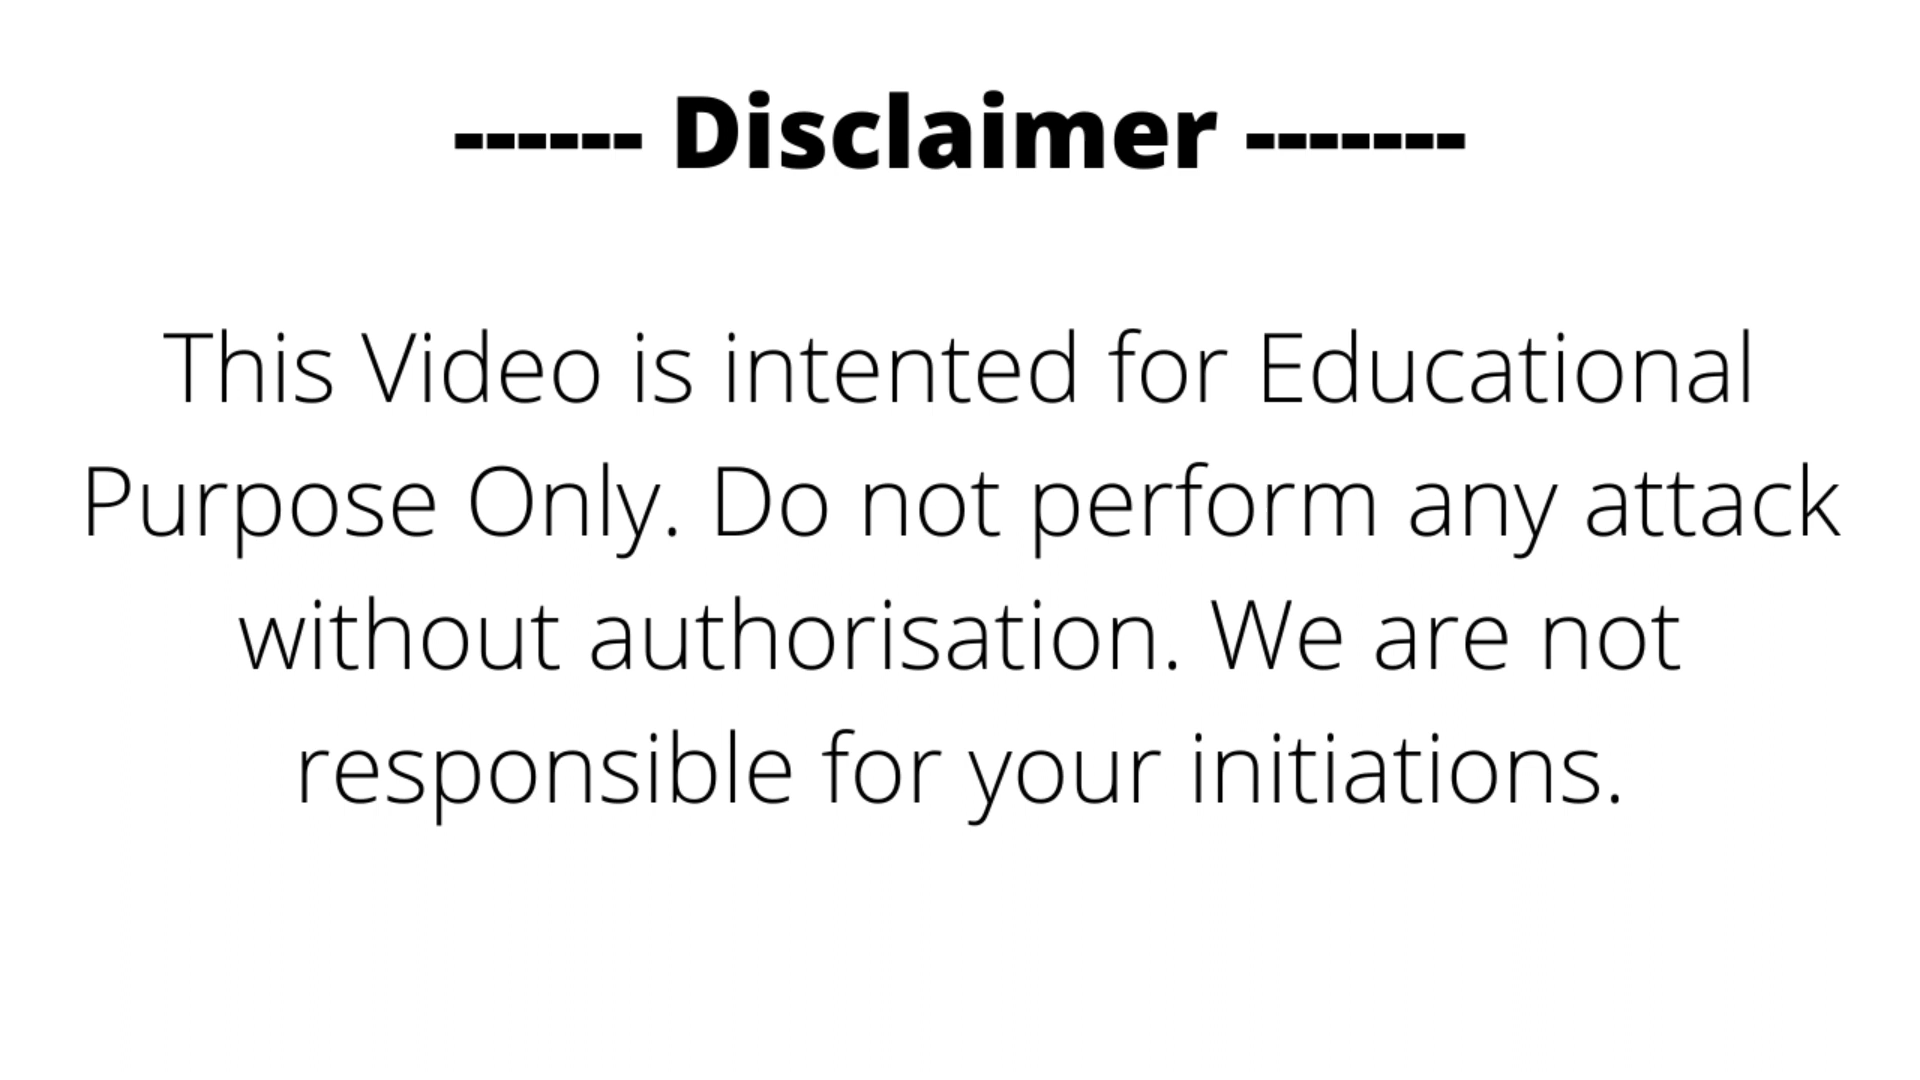 ------ Disclaimer -------
This Video is intented for Educational
Purpose Only. Do not perform any attack
without authorisation. We are not
responsible for your initiations.